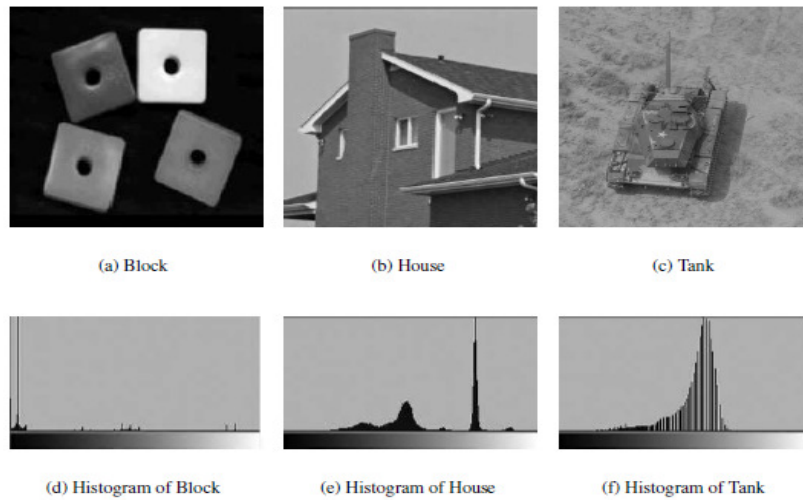 (a) Block
(b) House
(c) Tank
(d) Histogram of Block
(e) Histogram of House
(f) Histogram of Tank